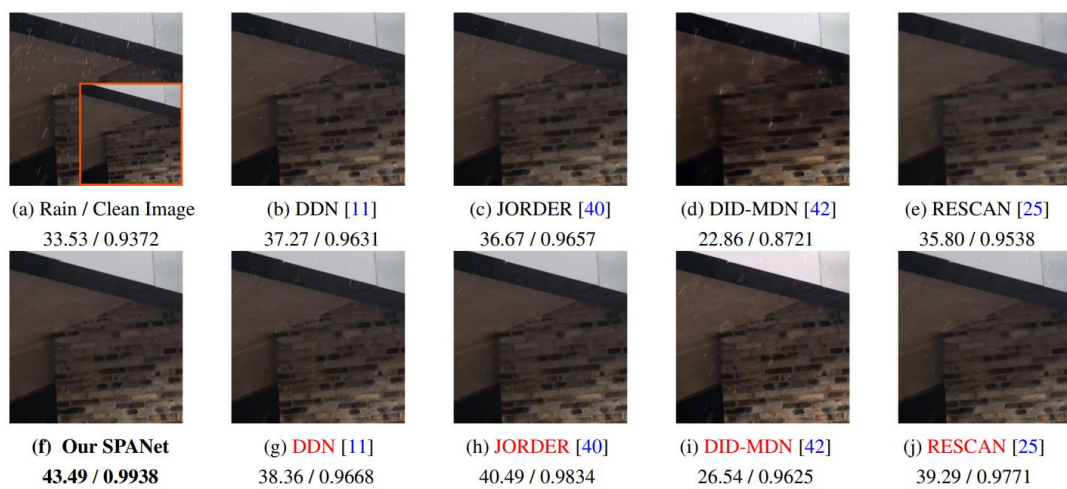 (a) Rain / Clean Image (b) DDN [11] (c) JORDER [40] (d) DID-MDN [42] (e) RESCAN [25]
33.53 / 0.9372 37.27 / 0.9631 36.67 / 0.9657 22.86 / 0.8721 35.80 / 0.9538
(f) Our SPANet (g) DDN [11] (h) JORDER [40] (i) DID-MDN [42] (j) RESCAN [25]
43.49 / 0.9938 38.36 / 0.9668 40.49 / 0.9834 26.54 / 0.9625 39.29 / 0.9771